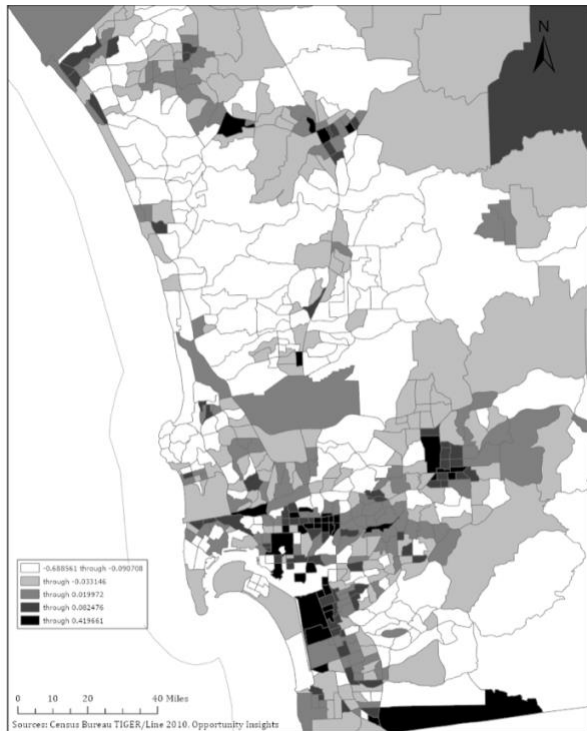 N
-0.688561 through -0.090708
through -0.033146
through 0.019972
through 0.082476
through 0.419661
0 10 20 40 Miles
Sources: Census Bureau TIGER/Line 2010. Opportunity Insights